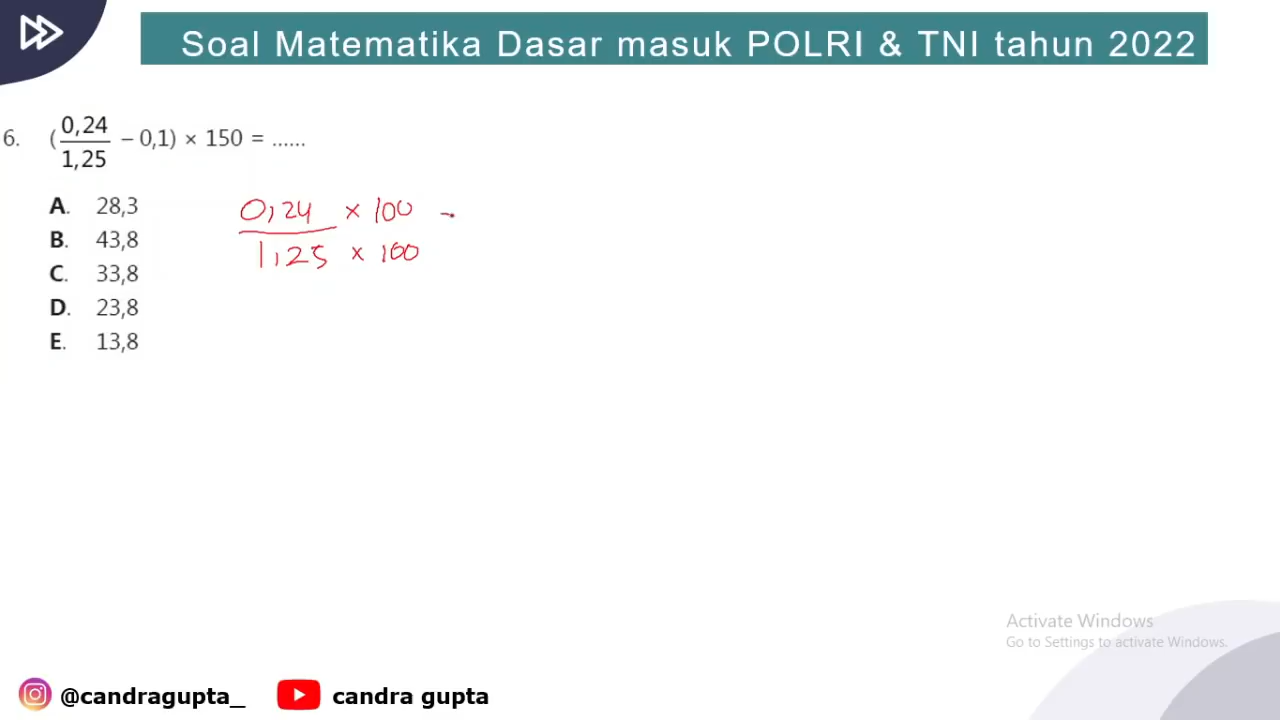 Soal Matematika Dasar masuk POLRI & TNI tahun 2022
6. (0,24/1,25 – 0,1) × 150 = ......
A. 28,3
B. 43,8
C. 33,8
D. 23,8
E. 13,8
0,24 × 100
1,25 × 100
Activate Windows
Go to Settings to activate Windows.
@candragupta_
candra gupta